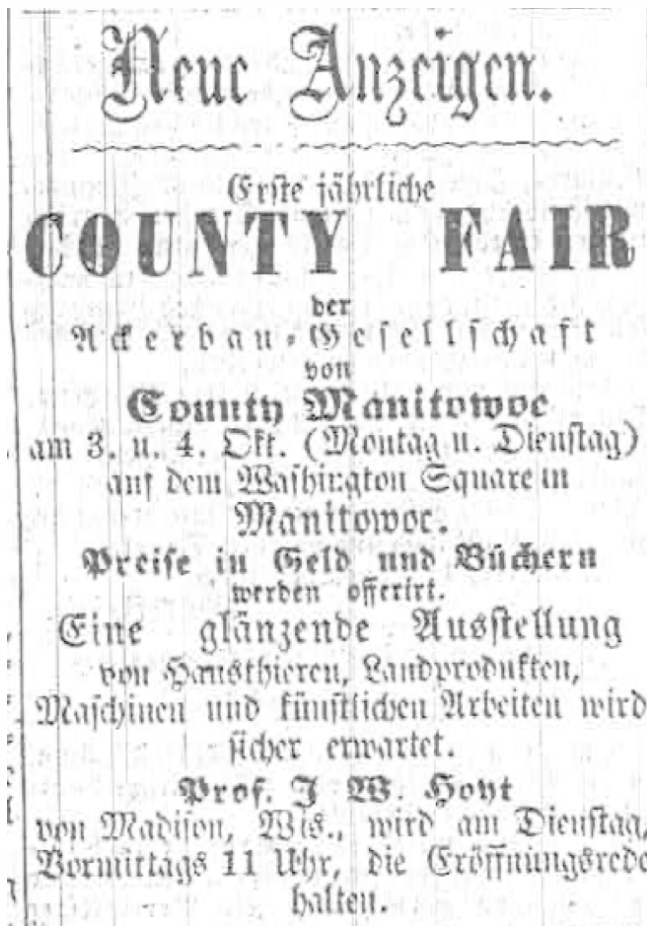 Neue Anzeigen.
Erste jährliche
COUNTY FAIR
der
Ackerbau-Gesellschaft
von
County Manitowoc
am 3. u. 4. Okt. (Montag u. Dienstag)
auf dem Washington Square in
Manitowoc.
Preise in Geld und Büchern
werden offerirt.
Eine glänzende Ausstellung
von Hausthieren, Landprodukten,
Maschinen und künstlichen Arbeiten wird
sicher erwartet.
Prof. J W. Hoyt
von Madison, Wis., wird am Dienstag,
Vormittags 11 Uhr, die Eröffnungsrede
halten.